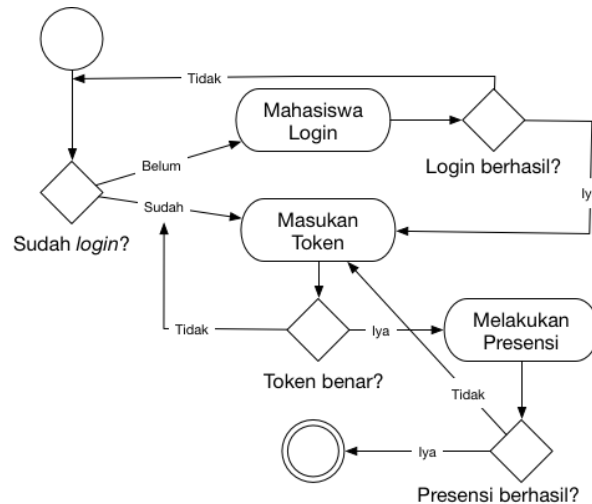 Tidak
Mahasiswa
Login
Login berhasil?
Belum
Sudah
Sudah login?
Masukan
Token
Tidak
Iya
Token benar?
Melakukan
Presensi
Tidak
Iya
Presensi berhasil?